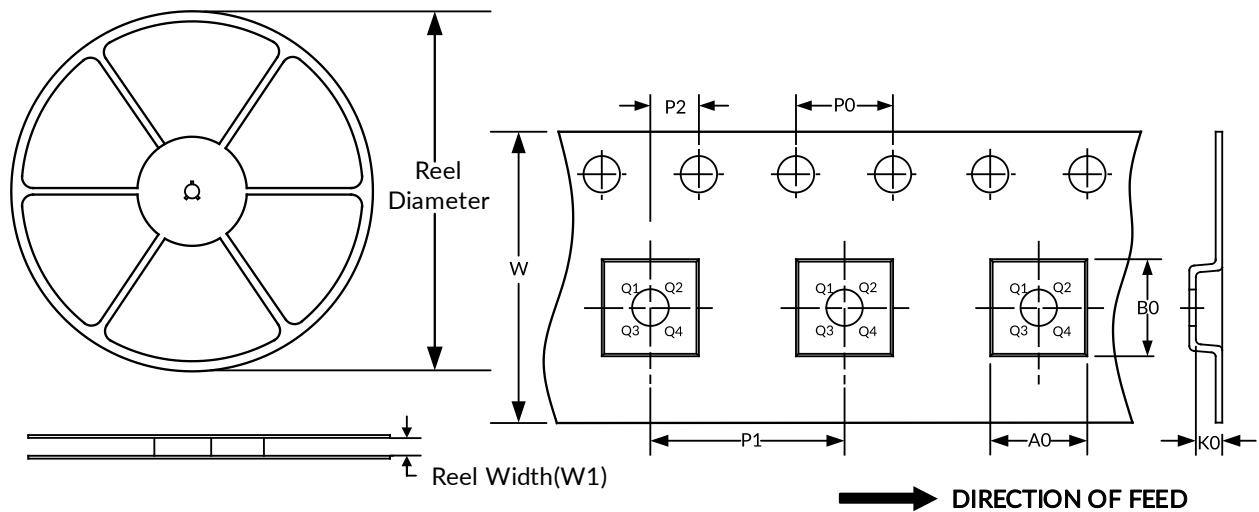 Reel
Diameter
P2
P0
W
Q1 Q2
Q3 Q4
Q1 Q2
Q3 Q4
Q1 Q2
Q3 Q4
B0
P1
A0
K0
Reel Width(W1)
DIRECTION OF FEED